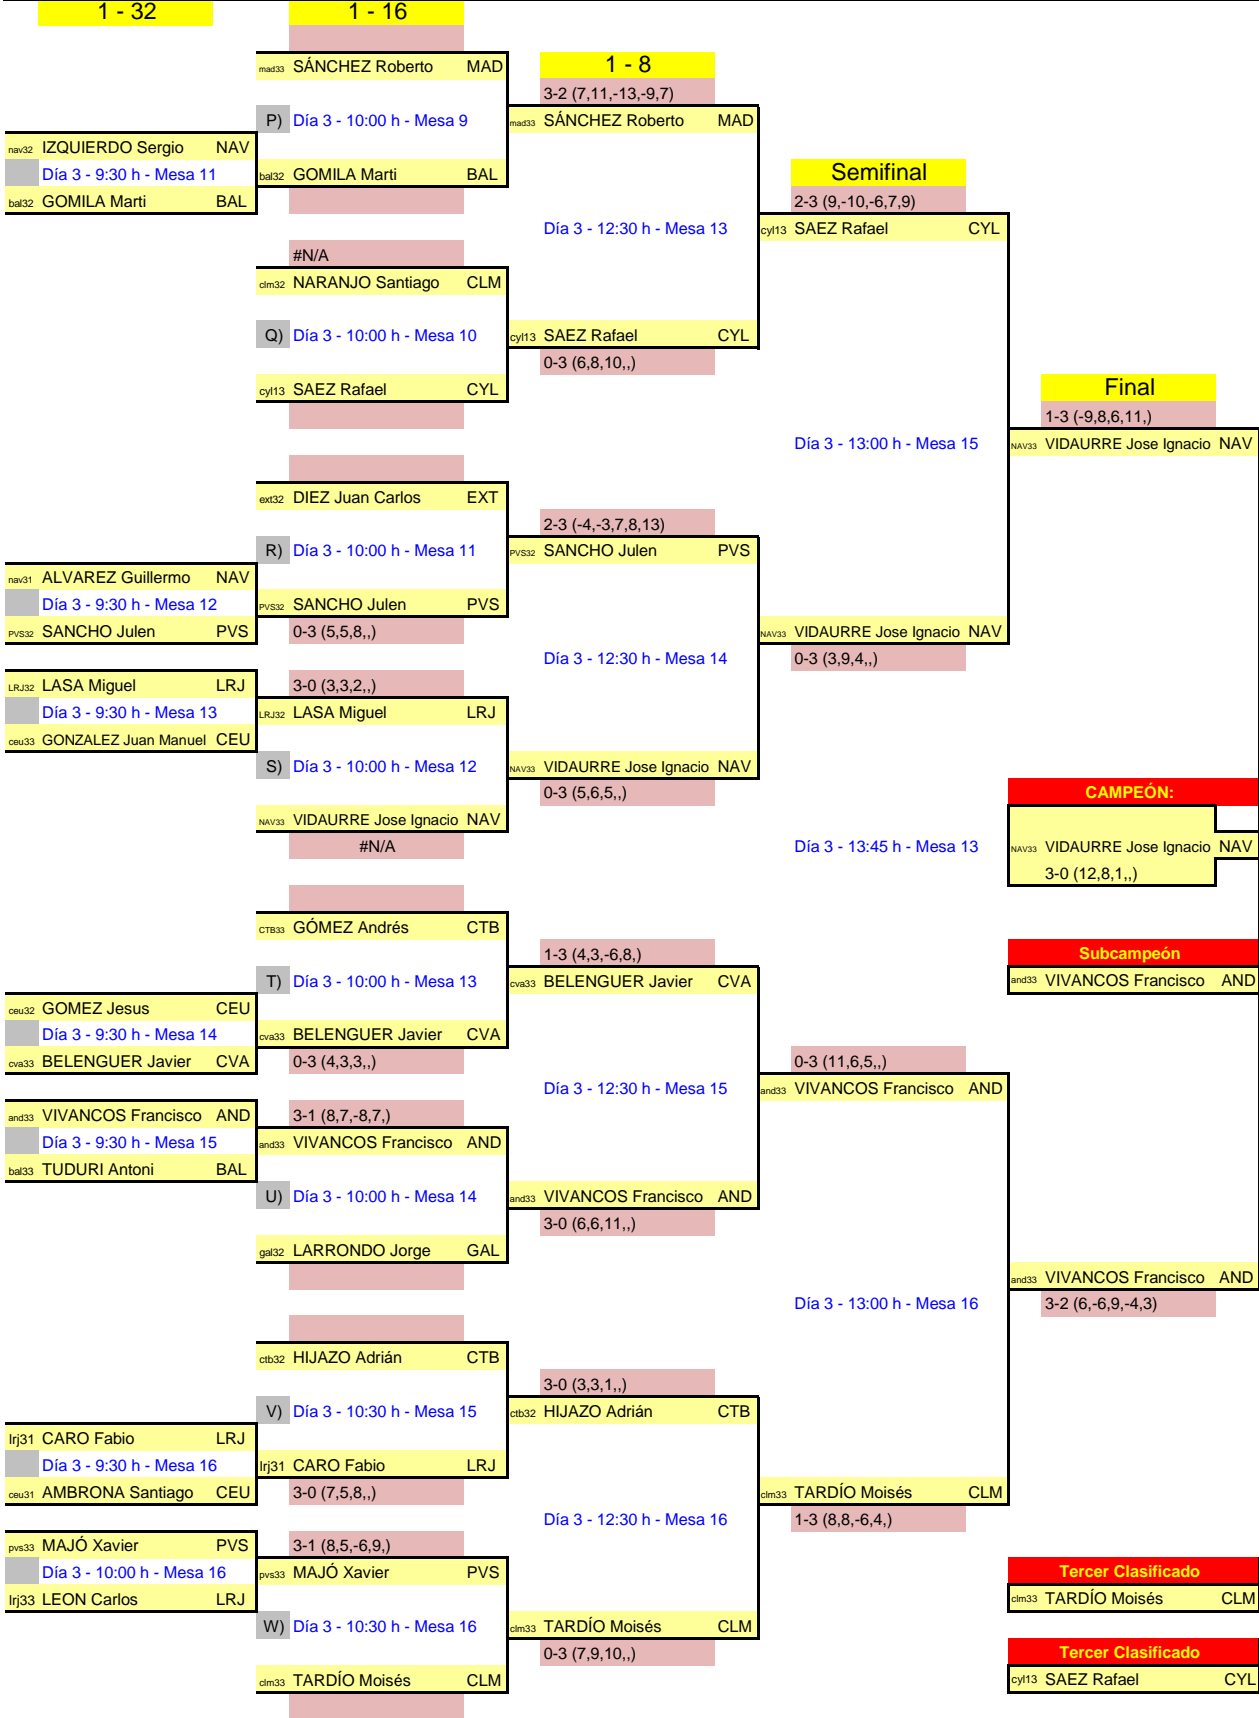 1 - 32
1 - 16
mad33 SÁNCHEZ Roberto MAD
1 - 8
3-2 (7,11,-13,-9,7)
P) Día 3 - 10:00 h - Mesa 9
mad33 SÁNCHEZ Roberto MAD
nav32 IZQUIERDO Sergio NAV
Día 3 - 9:30 h - Mesa 11
bal32 GOMILA Marti BAL
bal32 GOMILA Marti BAL
Semifinal
2-3 (9,-10,-6,7,9)
Día 3 - 12:30 h - Mesa 13
cyl13 SAEZ Rafael CYL
#N/A
clm32 NARANJO Santiago CLM
Q) Día 3 - 10:00 h - Mesa 10
cyl13 SAEZ Rafael CYL
0-3 (6,8,10,,)
cyl13 SAEZ Rafael CYL
Final
1-3 (-9,8,6,11,)
Día 3 - 13:00 h - Mesa 15
NAV33 VIDAURRE Jose Ignacio NAV
ext32 DIEZ Juan Carlos EXT
2-3 (-4,-3,7,8,13)
R) Día 3 - 10:00 h - Mesa 11
PVS32 SANCHO Julen PVS
nav31 ALVAREZ Guillermo NAV
Día 3 - 9:30 h - Mesa 12
PVS32 SANCHO Julen PVS
PVS32 SANCHO Julen PVS
0-3 (5,5,8,,)
NAV33 VIDAURRE Jose Ignacio NAV
0-3 (3,9,4,,)
Día 3 - 12:30 h - Mesa 14
LRJ32 LASA Miguel LRJ
3-0 (3,3,2,,)
Día 3 - 9:30 h - Mesa 13
LRJ32 LASA Miguel LRJ
ceu33 GONZALEZ Juan Manuel CEU
S) Día 3 - 10:00 h - Mesa 12
NAV33 VIDAURRE Jose Ignacio NAV
0-3 (5,6,5,,)
CAMPEÓN:
NAV33 VIDAURRE Jose Ignacio NAV
#N/A
Día 3 - 13:45 h - Mesa 13
NAV33 VIDAURRE Jose Ignacio NAV
3-0 (12,8,1,,)
CTB33 GÓMEZ Andrés CTB
1-3 (4,3,-6,8,)
Subcampeón
T) Día 3 - 10:00 h - Mesa 13
cva33 BELENGUER Javier CVA
and33 VIVANCOS Francisco AND
ceu32 GOMEZ Jesus CEU
Día 3 - 9:30 h - Mesa 14
cva33 BELENGUER Javier CVA
cva33 BELENGUER Javier CVA
0-3 (4,3,3,,)
0-3 (11,6,5,,)
Día 3 - 12:30 h - Mesa 15
and33 VIVANCOS Francisco AND
and33 VIVANCOS Francisco AND
3-1 (8,7,-8,7,)
Día 3 - 9:30 h - Mesa 15
and33 VIVANCOS Francisco AND
bal33 TUDURI Antoni BAL
U) Día 3 - 10:00 h - Mesa 14
and33 VIVANCOS Francisco AND
3-0 (6,6,11,,)
gal32 LARRONDO Jorge GAL
and33 VIVANCOS Francisco AND
Día 3 - 13:00 h - Mesa 16
3-2 (6,-6,9,-4,3)
ctb32 HIJAZO Adrián CTB
3-0 (3,3,1,,)
V) Día 3 - 10:30 h - Mesa 15
ctb32 HIJAZO Adrián CTB
lrj31 CARO Fabio LRJ
Día 3 - 9:30 h - Mesa 16
lrj31 CARO Fabio LRJ
ceu31 AMBRONA Santiago CEU
3-0 (7,5,8,,)
clm33 TARDÍO Moisés CLM
1-3 (8,8,-6,4,)
Día 3 - 12:30 h - Mesa 16
pvs33 MAJÓ Xavier PVS
3-1 (8,5,-6,9,)
Día 3 - 10:00 h - Mesa 16
pvs33 MAJÓ Xavier PVS
Tercer Clasificado
lrj33 LEON Carlos LRJ
clm33 TARDÍO Moisés CLM
W) Día 3 - 10:30 h - Mesa 16
clm33 TARDÍO Moisés CLM
0-3 (7,9,10,,)
Tercer Clasificado
clm33 TARDÍO Moisés CLM
cyl13 SAEZ Rafael CYL